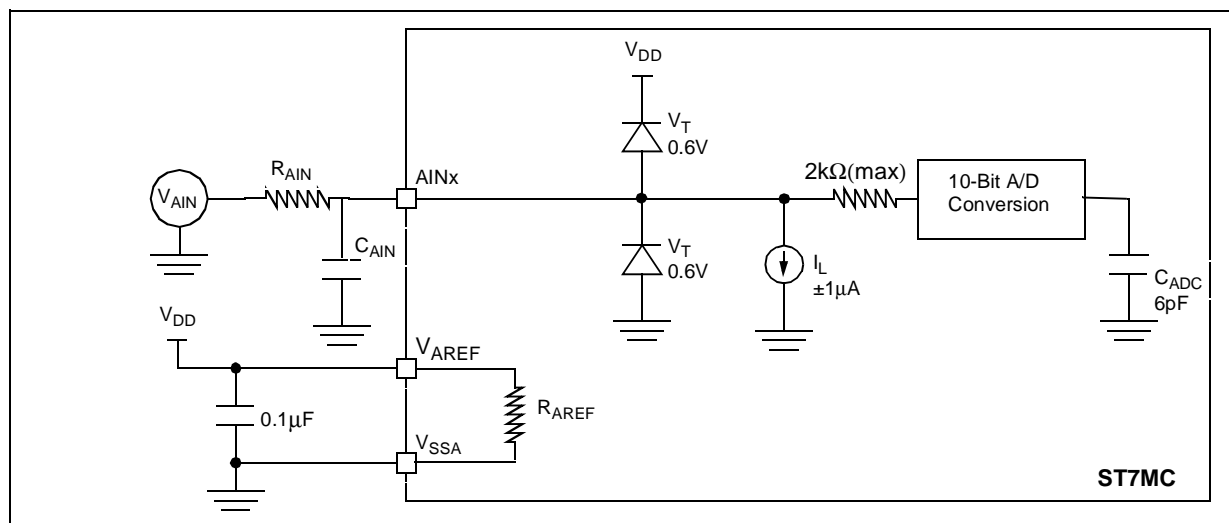 V_DD
V_T
0.6V
R_AIN
AINx
2kΩ(max)
10-Bit A/D
Conversion
V_AIN
C_AIN
V_T
0.6V
I_L
±1µA
C_ADC
6pF
V_DD
V_AREF
0.1µF
R_AREF
V_SSA
ST7MC